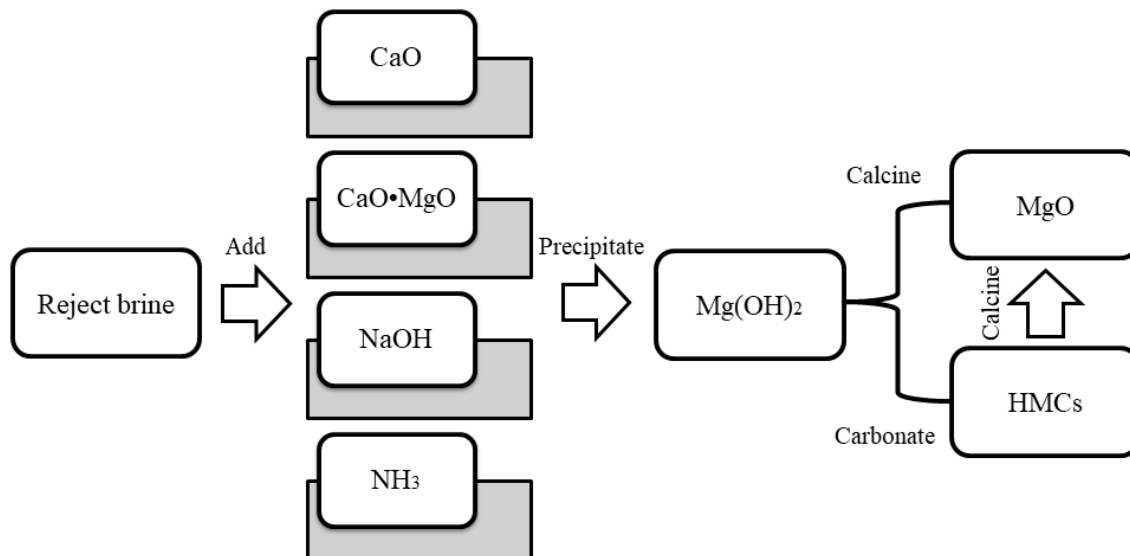 Reject brine
Add
CaO
CaO•MgO
NaOH
NH₃
Precipitate
Mg(OH)₂
Calcine
MgO
Calcine
HMCs
Carbonate